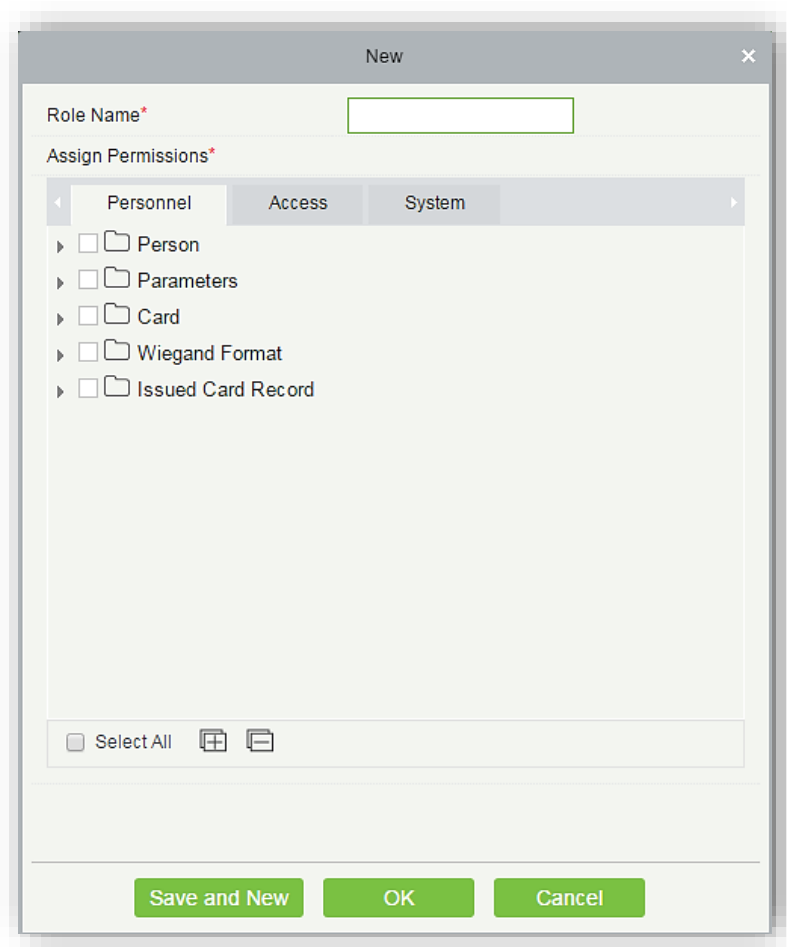 New
Role Name*
Assign Permissions*
Personnel Access System
Person
Parameters
Card
Wiegand Format
Issued Card Record
Select All
Save and New OK Cancel